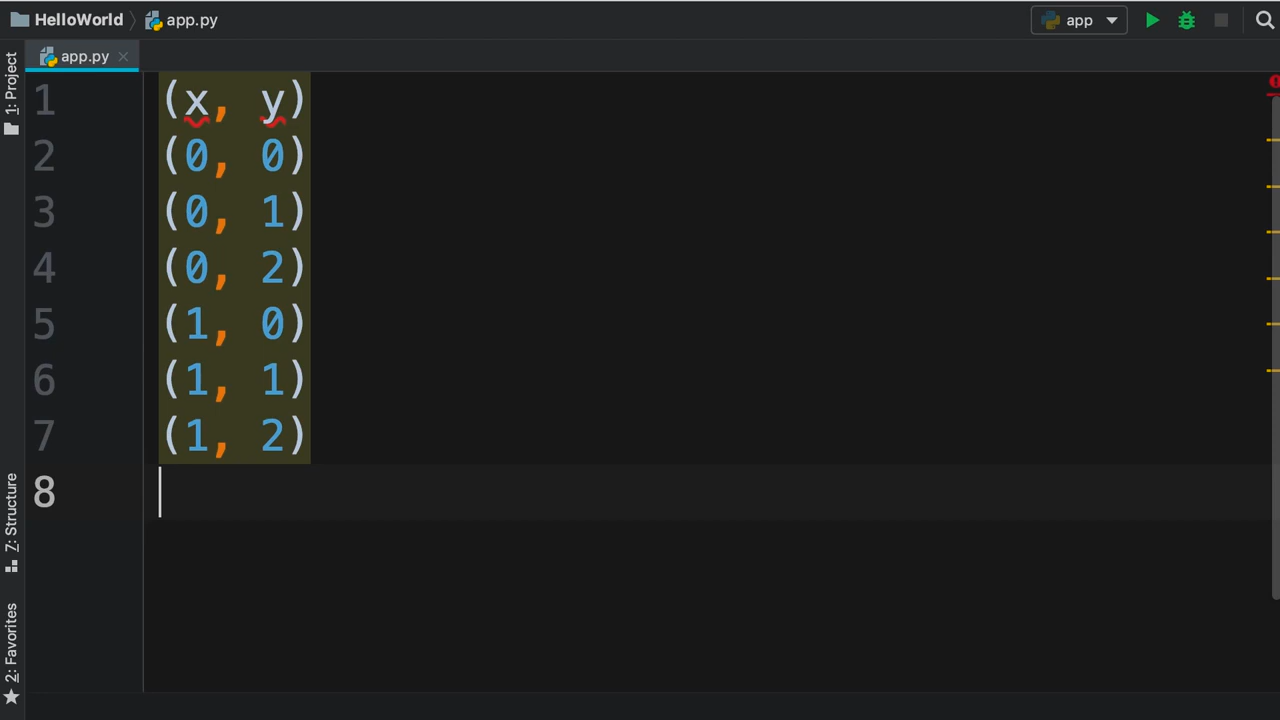 HelloWorld app.py
app
app.py
1: Project
7: Structure
2: Favorites
1 (x, y)
2 (0, 0)
3 (0, 1)
4 (0, 2)
5 (1, 0)
6 (1, 1)
7 (1, 2)
8